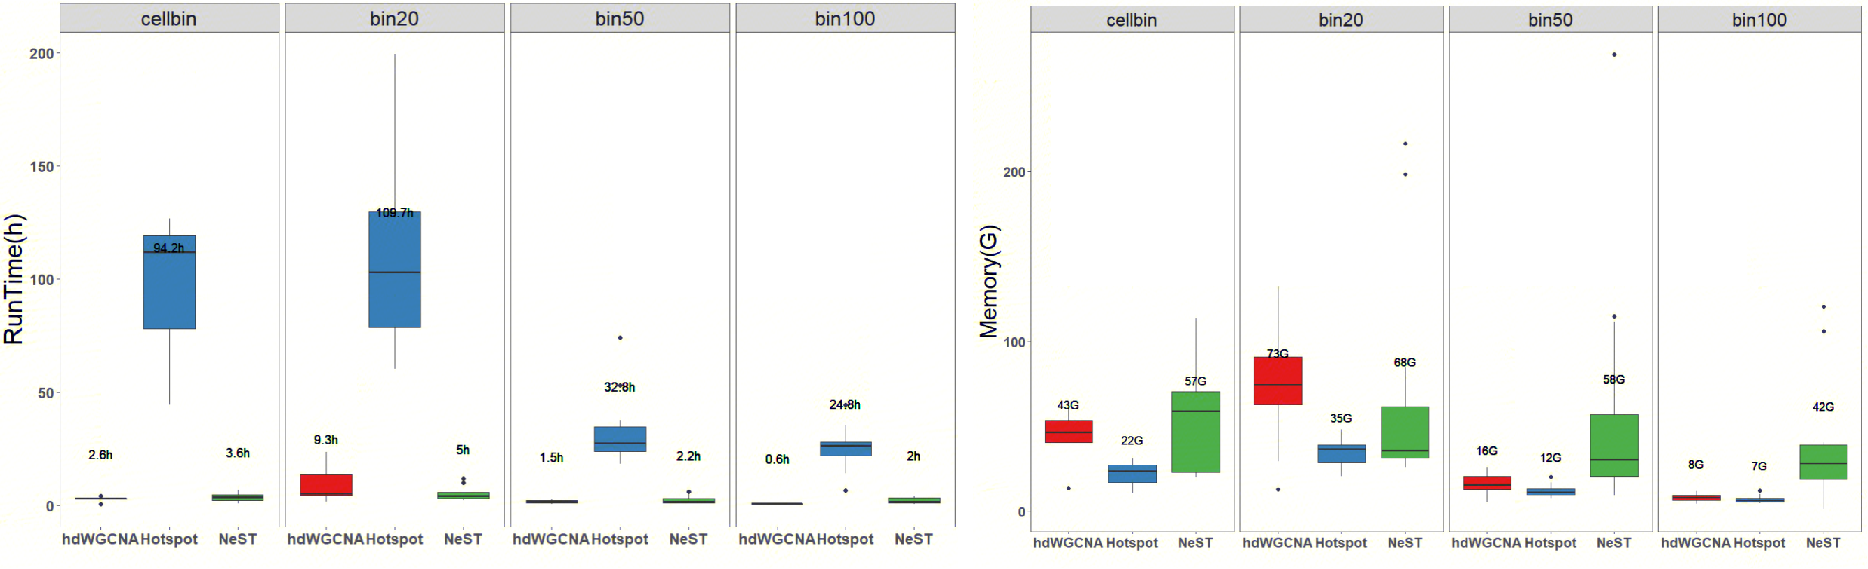 cellbin bin20 bin50 bin100
RunTime(h)
200
150
100
50
0
94.2h
109.7h
32.8h
24.8h
2.6h
3.6h
9.3h
5h
1.5h
2.2h
0.6h
2h
hdWGCNA Hotspot NeST hdWGCNA Hotspot NeST hdWGCNA Hotspot NeST hdWGCNA Hotspot NeST
cellbin bin20 bin50 bin100
Memory(G)
200
100
0
43G
22G
57G
73G
35G
68G
16G
12G
58G
8G
7G
42G
hdWGCNA Hotspot NeST hdWGCNA Hotspot NeST hdWGCNA Hotspot NeST hdWGCNA Hotspot NeST